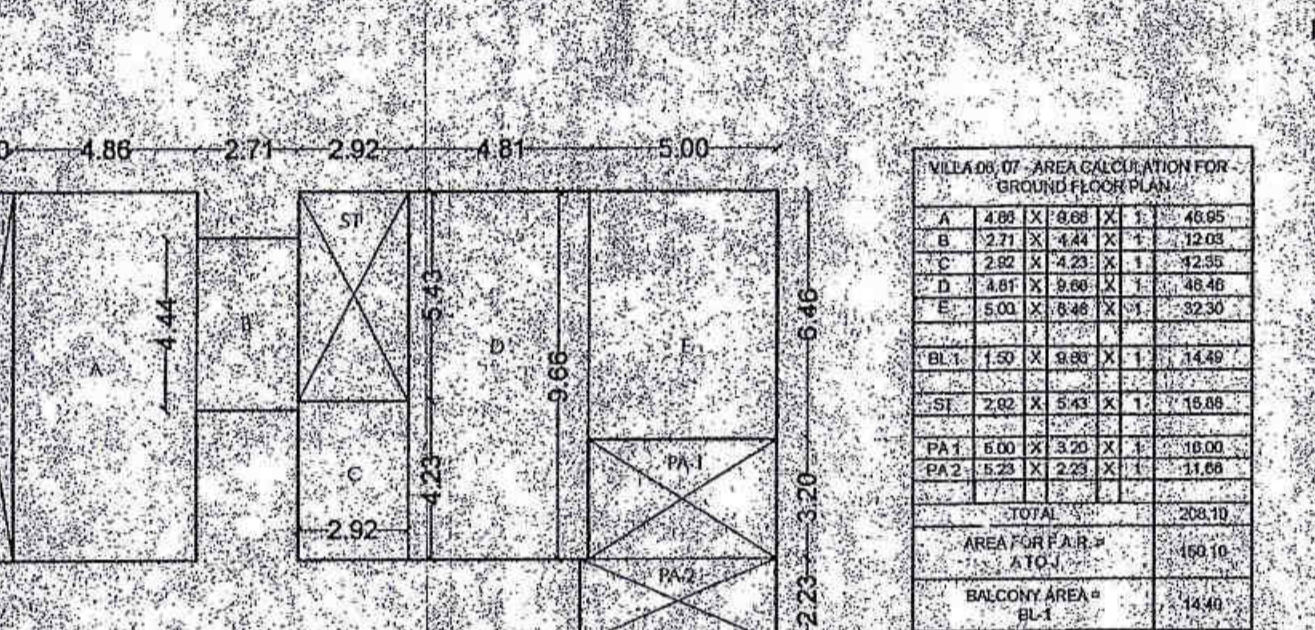 4.86 2.71 2.92 4.81 5.00
ST
5.43
4.44
B
A
D
9.66
E
6.46
C
4.23
2.92
PA-1
3.20
PA-2
2.23
VILLA 06, 07 - AREA CALCULATION FOR
GROUND FLOOR PLAN
A 4.86 X 9.66 X 1 46.95
B 2.71 X 4.44 X 1 12.03
C 2.92 X 4.23 X 1 12.35
D 4.81 X 9.66 X 1 46.46
E 5.00 X 6.46 X 1 32.30
BL 1 1.50 X 9.66 X 1 14.49
ST 2.92 X 5.43 X 1 15.86
PA 1 5.00 X 3.20 X 1 16.00
PA 2 5.23 X 2.23 X 1 11.66
TOTAL 208.10
AREA FOR F.A.R. =
A TO J
150.10
BALCONY AREA =
BL-1